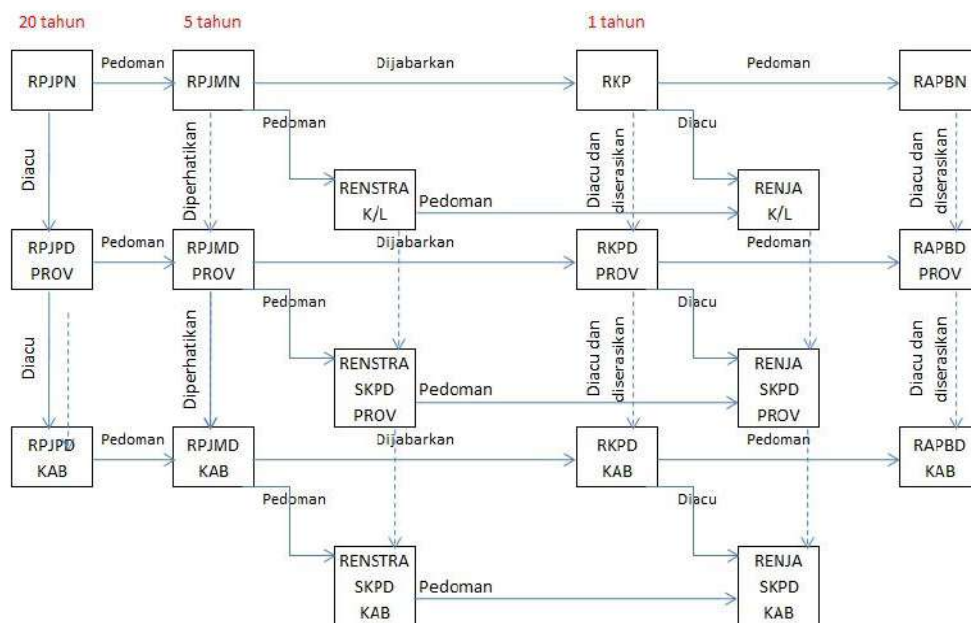 20 tahun
5 tahun
1 tahun
RPJPN
Pedoman
RPJMN
Dijabarkan
RKP
Pedoman
RAPBN
Diacu
Diperhatikan
Pedoman
Diacu dan
diserasikan
Diacu
Diacu dan
diserasikan
RENSTRA
K/L
Pedoman
RENJA
K/L
RPJPD
PROV
Pedoman
RPJMD
PROV
Dijabarkan
RKPD
PROV
Pedoman
RAPBD
PROV
Diacu
Diperhatikan
Pedoman
Diacu dan
diserasikan
Diacu
Diacu dan
diserasikan
RENSTRA
SKPD
PROV
Pedoman
RENJA
SKPD
PROV
RPJPD
KAB
Pedoman
RPJMD
KAB
Dijabarkan
RKPD
KAB
Pedoman
RAPBD
KAB
Pedoman
Diacu
RENSTRA
SKPD
KAB
Pedoman
RENJA
SKPD
KAB